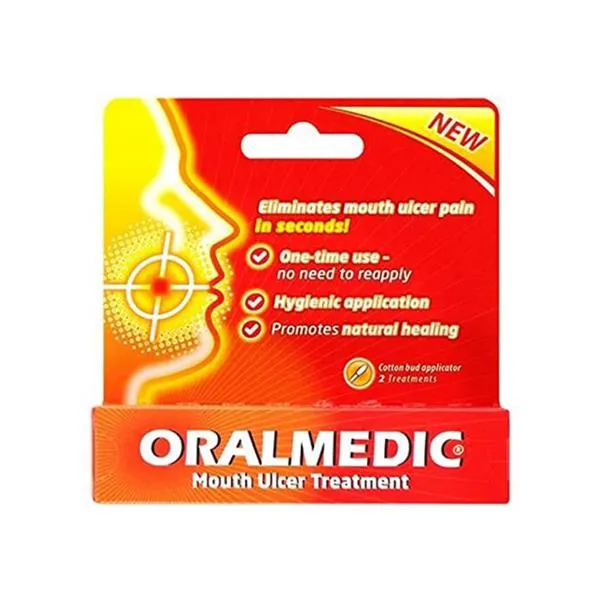 NEW
Eliminates mouth ulcer pain
in seconds!
One-time use -
no need to reapply
Hygienic application
Promotes natural healing
Cotton bud applicator
2 Treatments
ORALMEDIC®
Mouth Ulcer Treatment